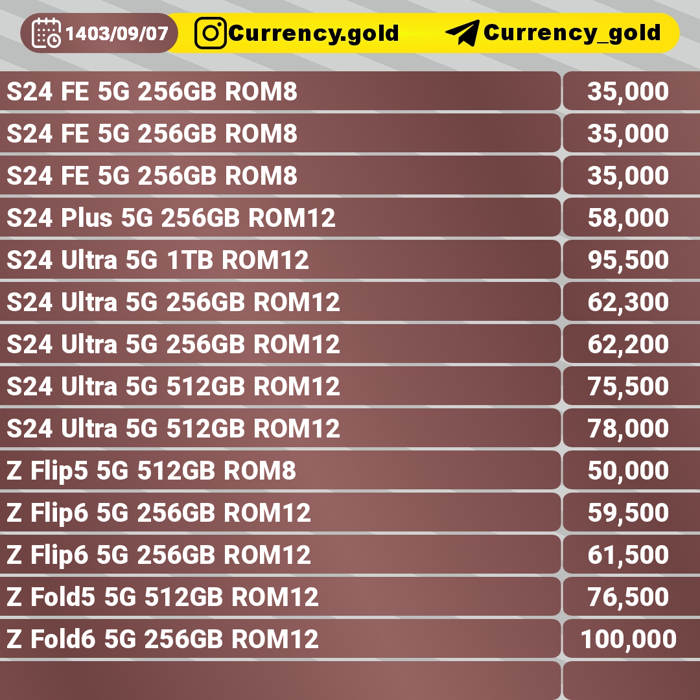 1403/09/07 Currency.gold Currency_gold
S24 FE 5G 256GB ROM8 35,000
S24 FE 5G 256GB ROM8 35,000
S24 FE 5G 256GB ROM8 35,000
S24 Plus 5G 256GB ROM12 58,000
S24 Ultra 5G 1TB ROM12 95,500
S24 Ultra 5G 256GB ROM12 62,300
S24 Ultra 5G 256GB ROM12 62,200
S24 Ultra 5G 512GB ROM12 75,500
S24 Ultra 5G 512GB ROM12 78,000
Z Flip5 5G 512GB ROM8 50,000
Z Flip6 5G 256GB ROM12 59,500
Z Flip6 5G 256GB ROM12 61,500
Z Fold5 5G 512GB ROM12 76,500
Z Fold6 5G 256GB ROM12 100,000